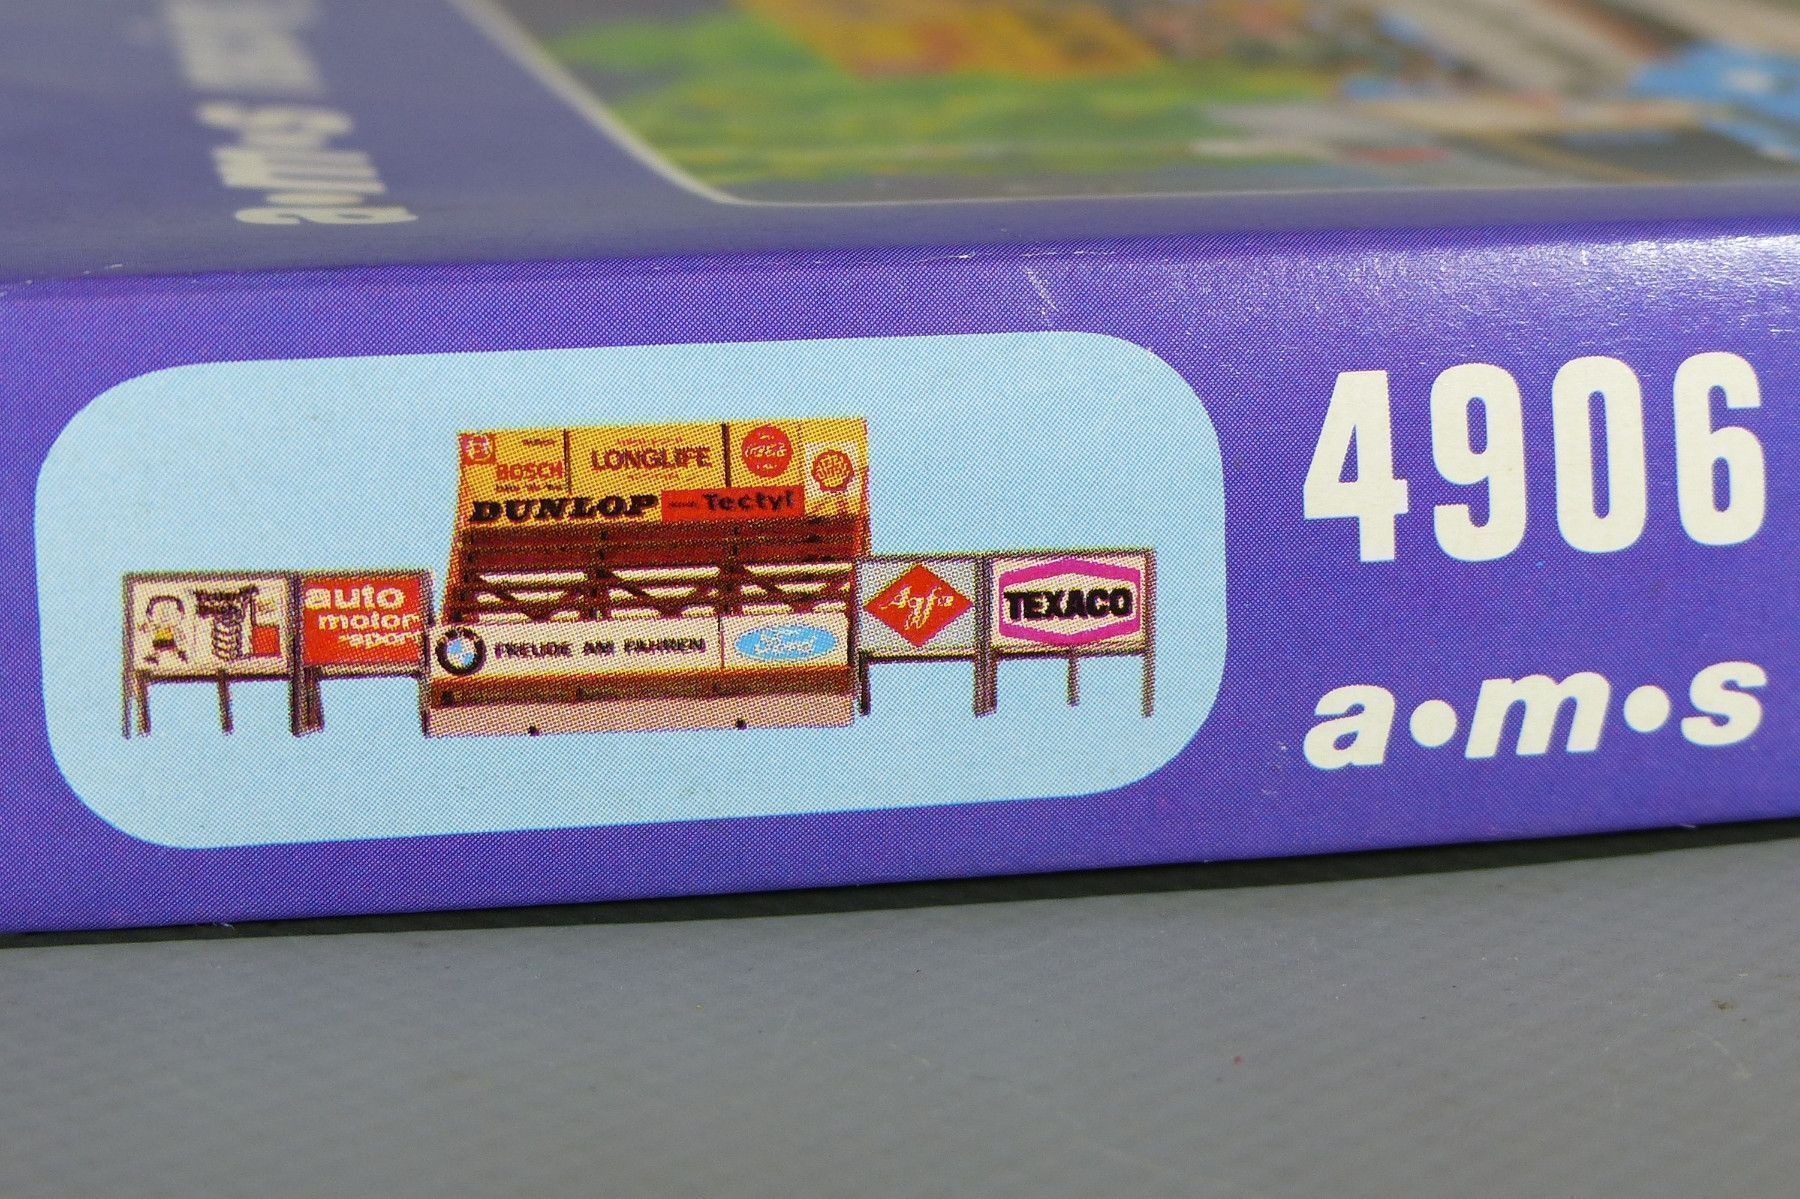 a·m·s
4906
a·m·s
BOSCH
LONGLIFE
DUNLOP
Tectyl
auto
motor
sport
FREUDE AM FAHREN
Ford
Agfa
TEXACO